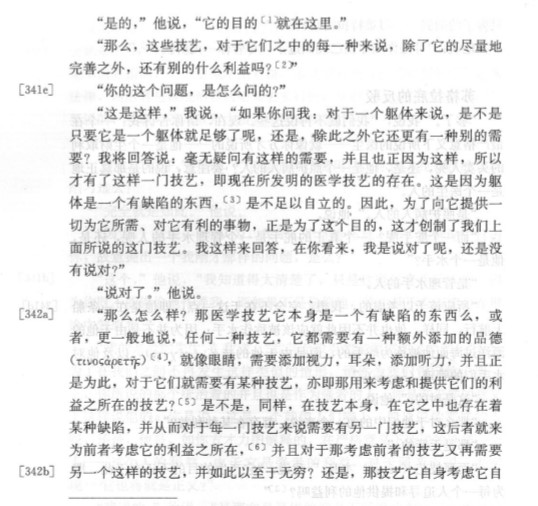 “是的，”他说，“它的目的〔1〕就在这里。”
“那么，这些技艺，对于它们之中的每一种来说，除了它的尽量地
完善之外，还有别的什么利益吗？〔2〕”
[341e] “你的这个问题，是怎么问的？”
“这是这样，”我说，“如果你问我：对于一个躯体来说，是不是
只要它是一个躯体就足够了呢，还是，除此之外它还更有一种别的需
要？我将回答说：毫无疑问有这样的需要，并且也正因为这样，所以
才有了这样一门技艺，即现在所发明的医学技艺的存在。这是因为躯
体是一个有缺陷的东西，〔3〕是不足以自立的。因此，为了向它提供一
切为它所需、对它有利的事物，正是为了这个目的，这才创制了我们上
面所说的这门技艺。我这样来回答，在你看来，我是说对了呢，还是没
有说对？”
“说对了，”他说。
[342a] “那么怎么样？那医学技艺它本身是一个有缺陷的东西么，或
者，更一般地说，任何一种技艺，它都需要有一种额外添加的品德
（τινοςἀρετῆς）〔4〕，就像眼睛，需要添加视力，耳朵，添加听力，并且正
是为此，对于它们就需要有某种技艺，亦即那用来考虑和提供它们的利
益之所在的技艺？〔5〕是不是，同样，在技艺本身，在它之中也存在着
某种缺陷，并从而对于每一门技艺来说需要有另一门技艺，这后者就来
为前者考虑它的利益之所在，〔6〕并且对于那考虑前者的技艺又再需要
[342b] 另一个这样的技艺，并如此以至于无穷？还是，那技艺它自身考虑它自